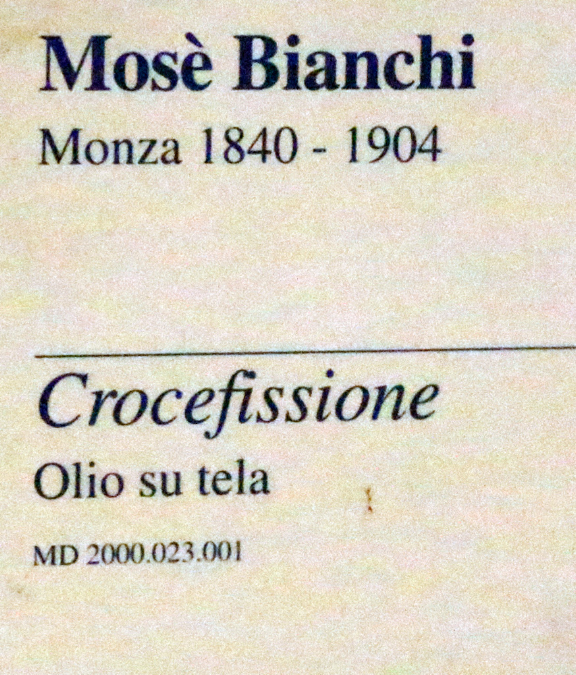 Mosè Bianchi
Monza 1840 - 1904
Crocefissione
Olio su tela
MD 2000.023.001